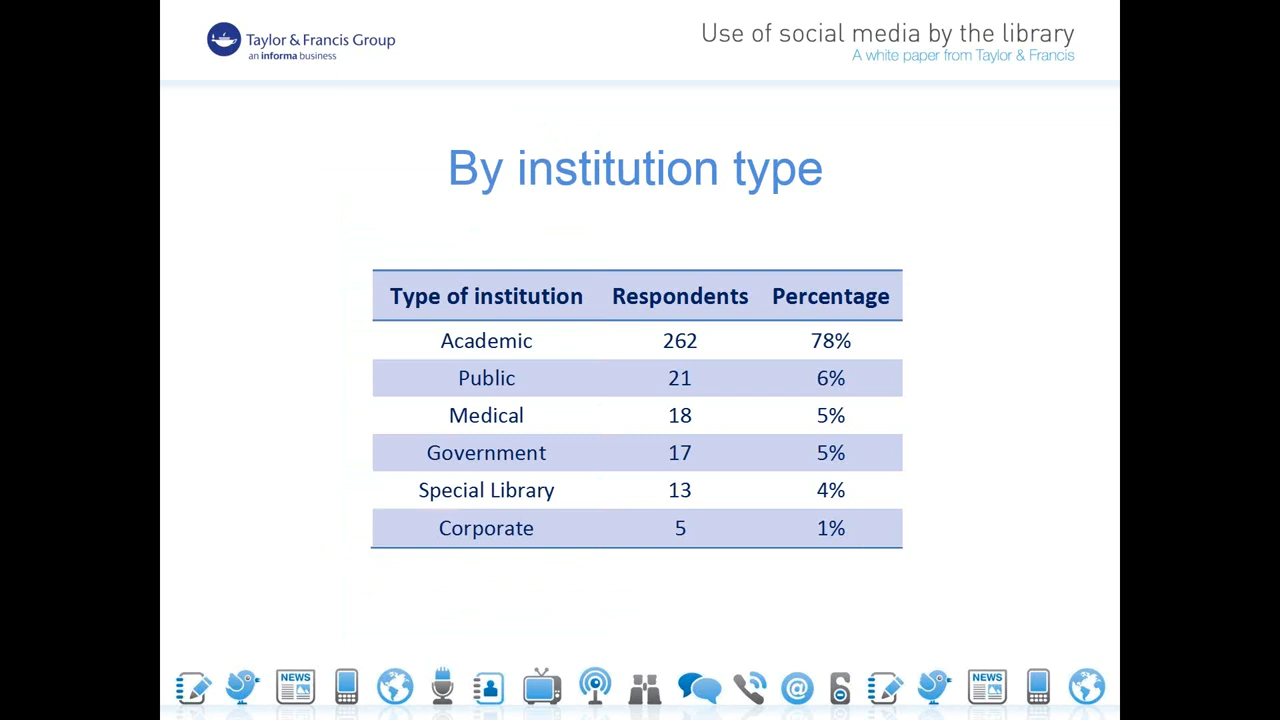 Taylor & Francis Group
an informa business
Use of social media by the library
A white paper from Taylor & Francis
By institution type
Type of institution Respondents Percentage
Academic 262 78%
Public 21 6%
Medical 18 5%
Government 17 5%
Special Library 13 4%
Corporate 5 1%
NEWS @ NEWS